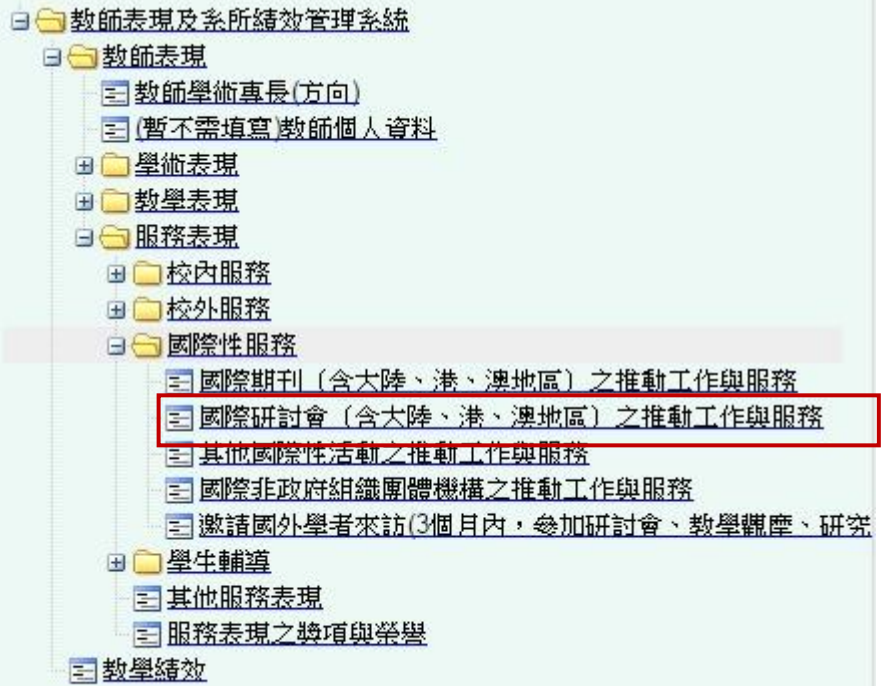 教師表現及系所績效管理系統
教師表現
教師學術專長(方向)
(暫不需填寫)教師個人資料
學術表現
教學表現
服務表現
校內服務
校外服務
國際性服務
國際期刊〔含大陸、港、澳地區〕之推動工作與服務
國際研討會〔含大陸、港、澳地區〕之推動工作與服務
其他國際性活動之推動工作與服務
國際非政府組織團體機構之推動工作與服務
邀請國外學者來訪(3個月內，參加研討會、教學觀摩、研究
學生輔導
其他服務表現
服務表現之獎項與榮譽
教學績效